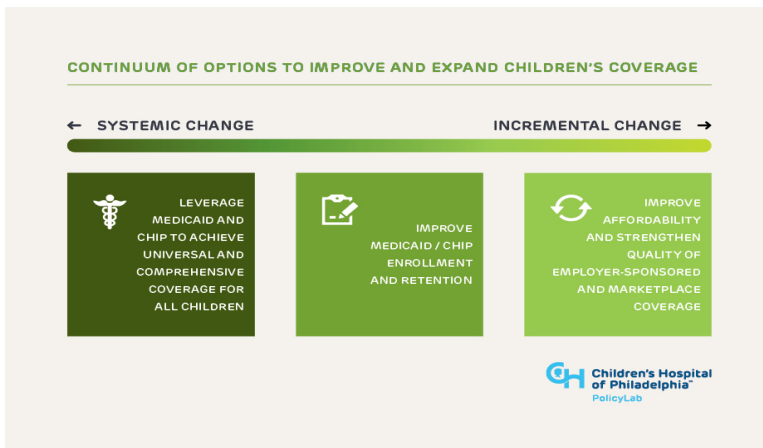 CONTINUUM OF OPTIONS TO IMPROVE AND EXPAND CHILDREN'S COVERAGE
← SYSTEMIC CHANGE
INCREMENTAL CHANGE →
LEVERAGE
MEDICAID AND
CHIP TO ACHIEVE
UNIVERSAL AND
COMPREHENSIVE
COVERAGE FOR
ALL CHILDREN
IMPROVE
MEDICAID / CHIP
ENROLLMENT
AND RETENTION
IMPROVE
AFFORDABILITY
AND STRENGTHEN
QUALITY OF
EMPLOYER-SPONSORED
AND MARKETPLACE
COVERAGE
Children's Hospital
of Philadelphia™
PolicyLab